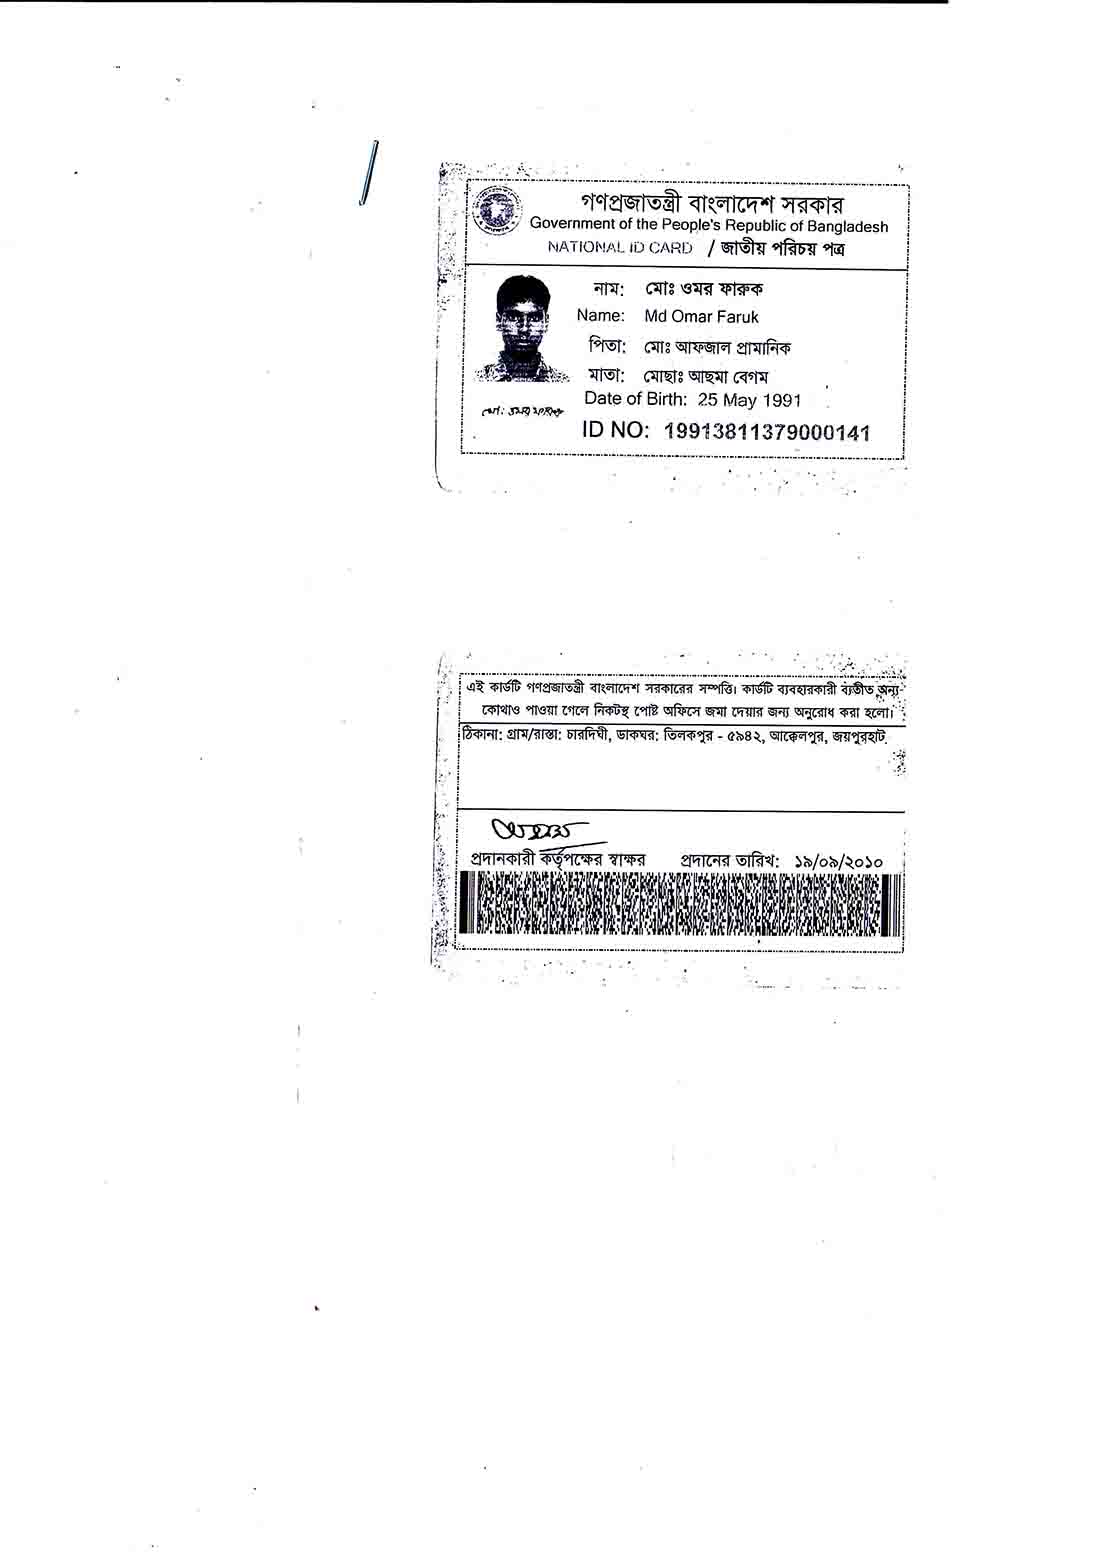 গণপ্রজাতন্ত্রী বাংলাদেশ সরকার
Government of the People's Republic of Bangladesh
NATIONAL ID CARD / জাতীয় পরিচয় পত্র
নাম: মোঃ ওমর ফারুক
Name: Md Omar Faruk
পিতা: মোঃ আফজাল প্রামানিক
মাতা: মোছাঃ আছমা বেগম
Date of Birth: 25 May 1991
ID NO: 19913811379000141
এই কার্ডটি গণপ্রজাতন্ত্রী বাংলাদেশ সরকারের সম্পত্তি। কার্ডটি ব্যবহারকারী ব্যতীত অন্য
কোথাও পাওয়া গেলে নিকটস্থ পোষ্ট অফিসে জমা দেয়ার জন্য অনুরোধ করা হলো।
ঠিকানা: গ্রাম/রাস্তা: চারদিঘী, ডাকঘর: তিলকপুর - ৫৯৪২, আক্কেলপুর, জয়পুরহাট
প্রদানকারী কর্তৃপক্ষের স্বাক্ষর প্রদানের তারিখ: ১৯/০৯/২০১০